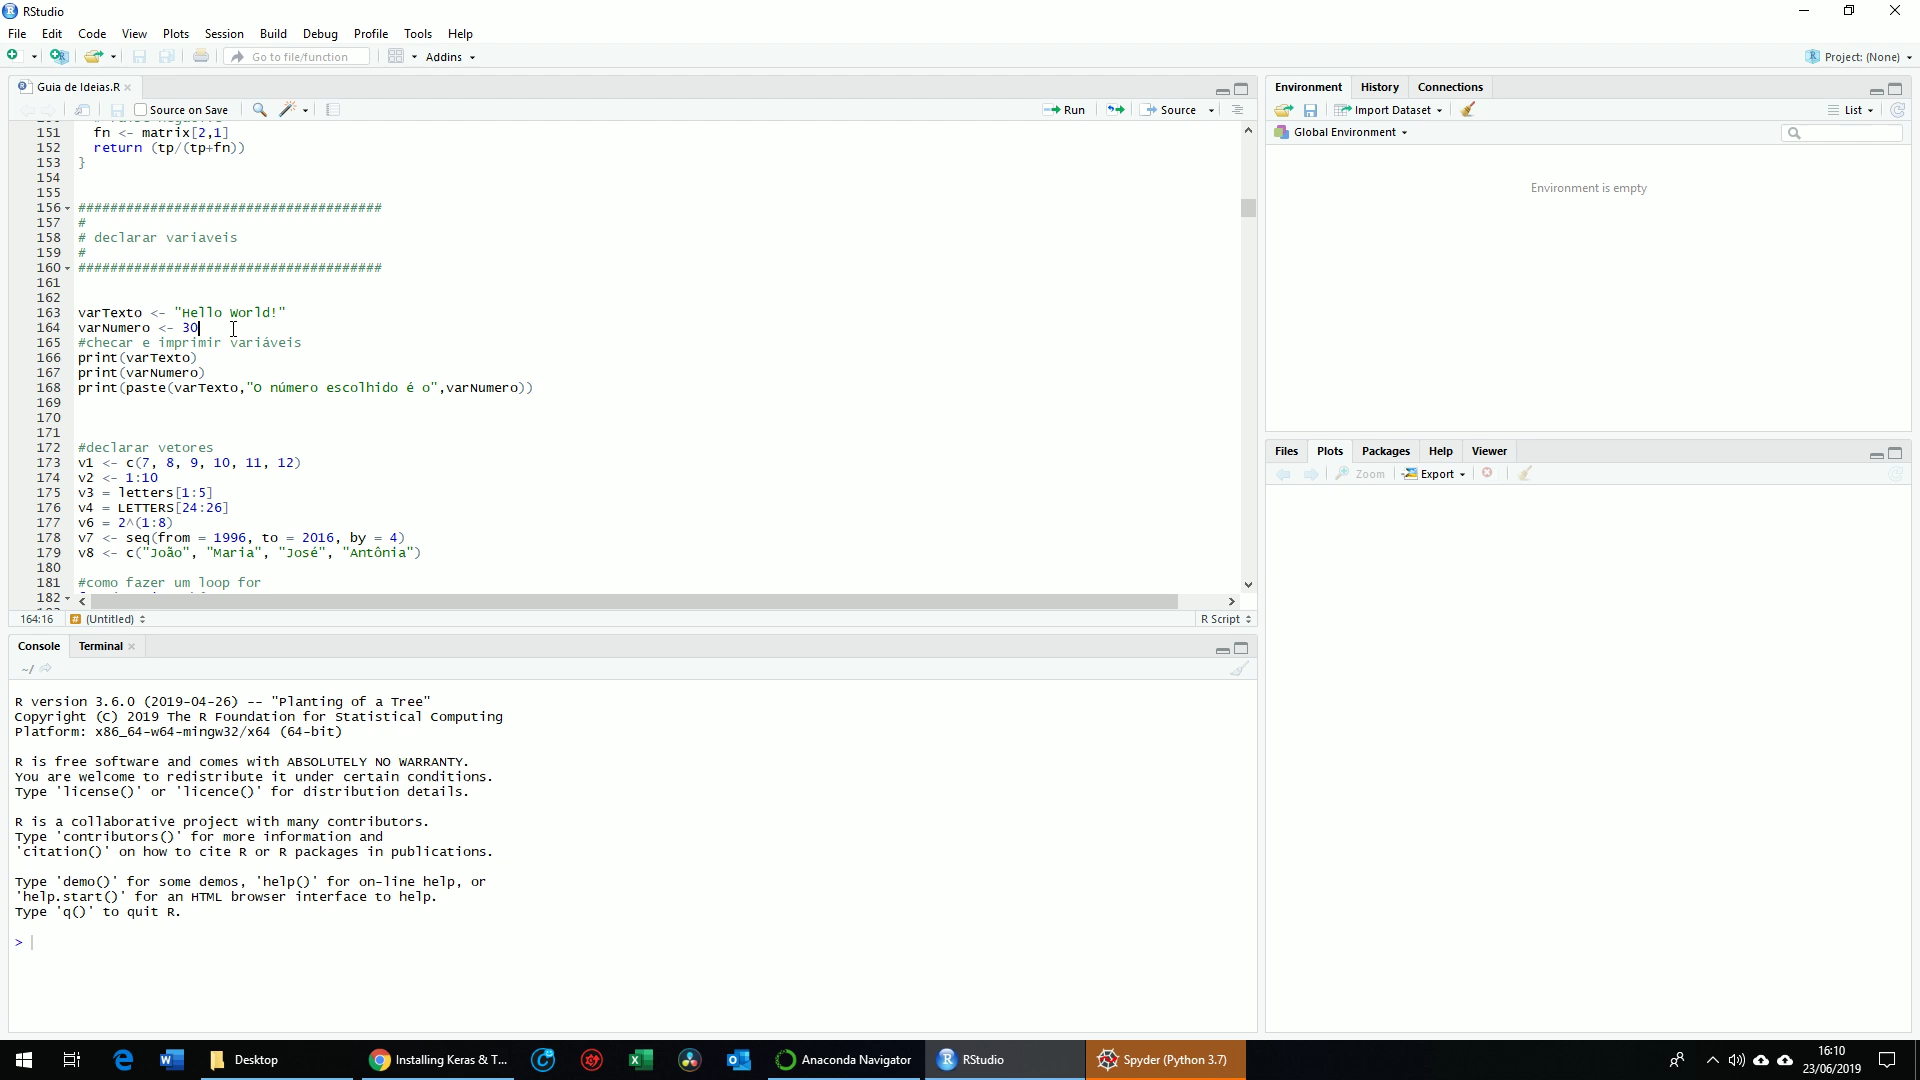 RStudio
File Edit Code View Plots Session Build Debug Profile Tools Help
Go to file/function Addins Project: (None)
Guia de Ideias.R
Source on Save Run Source
151 fn <- matrix[2,1]
152 return (tp/(tp+fn))
153 }
154
155
156 ######################################
157 #
158 # declarar variaveis
159 #
160 ######################################
161
162
163 varTexto <- "Hello World!"
164 varNumero <- 30
165 #checar e imprimir variáveis
166 print(varTexto)
167 print(varNumero)
168 print(paste(varTexto,"O número escolhido é o",varNumero))
169
170
171
172 #declarar vetores
173 v1 <- c(7, 8, 9, 10, 11, 12)
174 v2 <- 1:10
175 v3 = letters[1:5]
176 v4 = LETTERS[24:26]
177 v6 = 2^(1:8)
178 v7 <- seq(from = 1996, to = 2016, by = 4)
179 v8 <- c("João", "Maria", "José", "Antônia")
180
181 #como fazer um loop for
182
164:16 # (Untitled) R Script
Console Terminal
~/
R version 3.6.0 (2019-04-26) -- "Planting of a Tree"
Copyright (C) 2019 The R Foundation for Statistical Computing
Platform: x86_64-w64-mingw32/x64 (64-bit)
R is free software and comes with ABSOLUTELY NO WARRANTY.
You are welcome to redistribute it under certain conditions.
Type 'license()' or 'licence()' for distribution details.
R is a collaborative project with many contributors.
Type 'contributors()' for more information and
'citation()' on how to cite R or R packages in publications.
Type 'demo()' for some demos, 'help()' for on-line help, or
'help.start()' for an HTML browser interface to help.
Type 'q()' to quit R.
>
Environment History Connections
Import Dataset List
Global Environment
Environment is empty
Files Plots Packages Help Viewer
Zoom Export
Desktop Installing Keras & T... Anaconda Navigator RStudio Spyder (Python 3.7)
16:10
23/06/2019